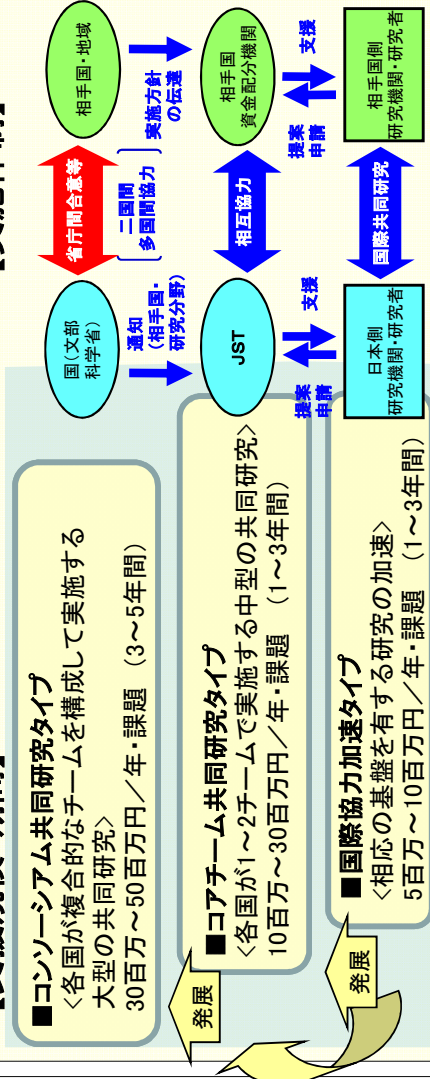 ■コンソーシアム共同研究タイプ
<各国が複合的なチームを構成して実施する
大型の共同研究>
30百万~50百万円/年・課題 (3~5年間)
発展
■コアチーム共同研究タイプ
<各国が1~2チームで実施する中型の共同研究>
10百万~30百万円/年・課題 (1~3年間)
発展
■国際協力加速タイプ
<相応の基盤を有する研究の加速>
5百万~10百万円/年・課題 (1~3年間)
国(文部
科学省)
省庁間合意等
二国間
多国間協力
相手国・地域
通知
(相手国・
研究分野)
実施方針
の伝達
JST
相互協力
相手国
資金配分機関
提案
申請
支援
提案
申請
支援
日本側
研究機関・研究者
国際共同研究
相手国側
研究機関・研究者